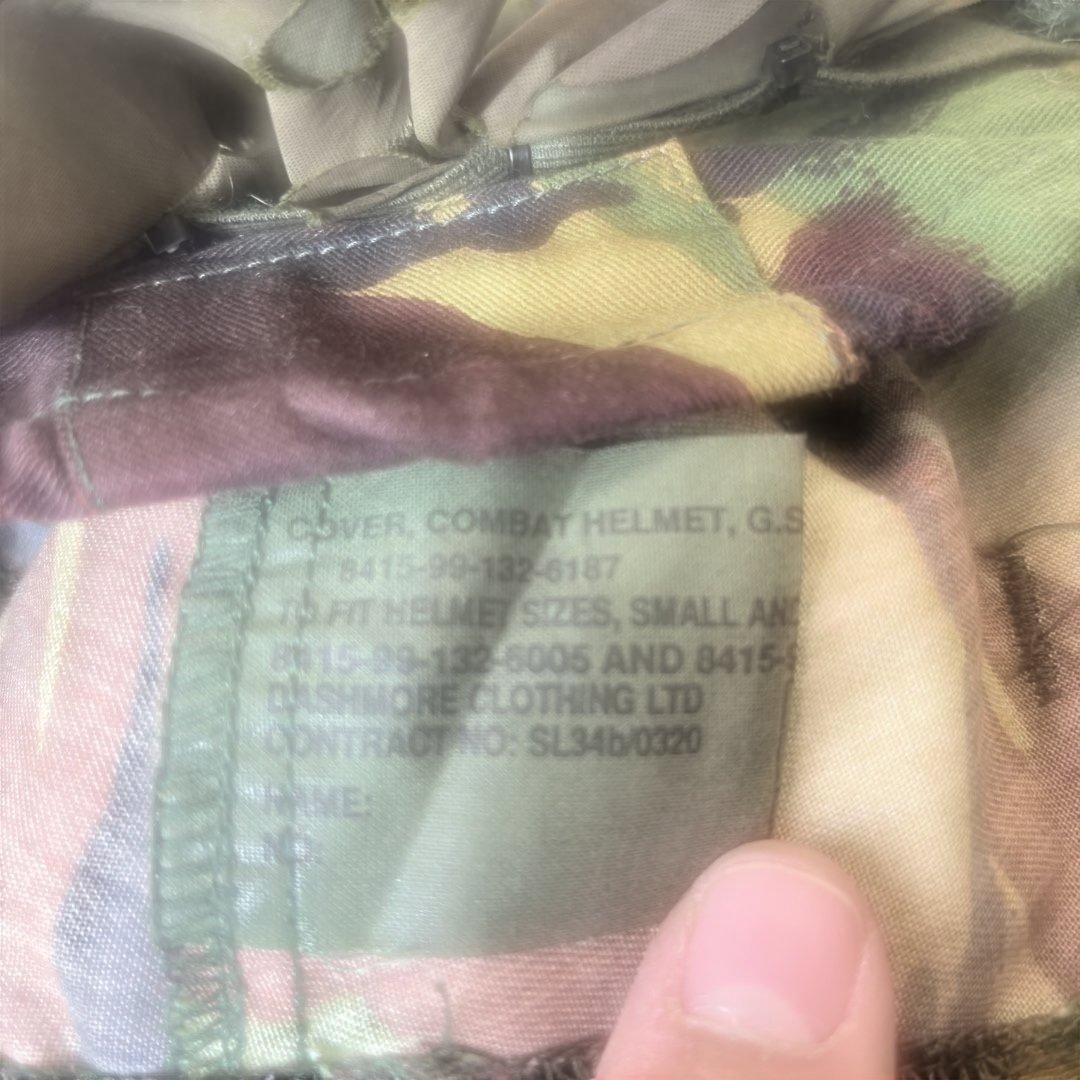 COVER, COMBAT HELMET, G.S
8415-99-132-6187
TO FIT HELMET SIZES, SMALL AND
8415-99-132-6005 AND 8415-
DASHMORE CLOTHING LTD
CONTRACT NO: SL34b/0320
NAME:
NO: